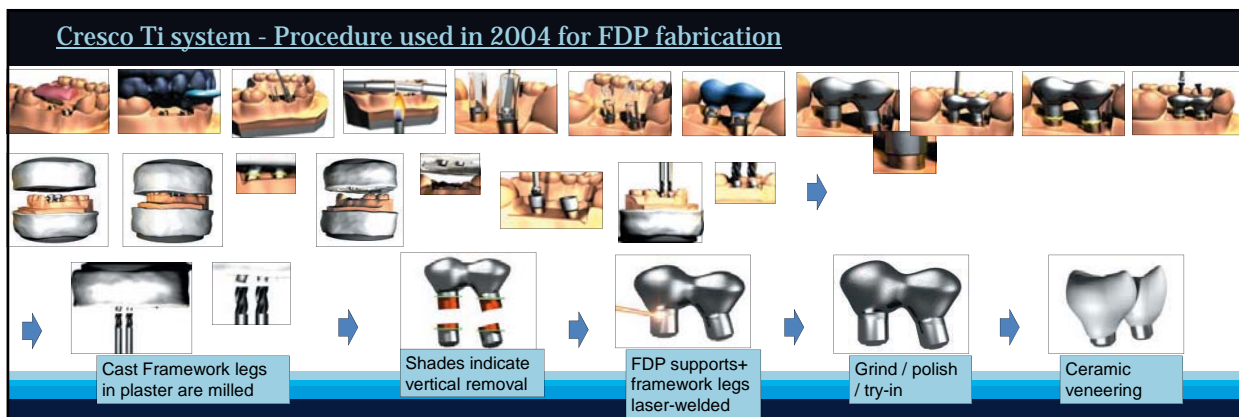 Cresco Ti system - Procedure used in 2004 for FDP fabrication
Cast Framework legs
in plaster are milled
Shades indicate
vertical removal
FDP supports+
framework legs
laser-welded
Grind / polish
/ try-in
Ceramic
veneering